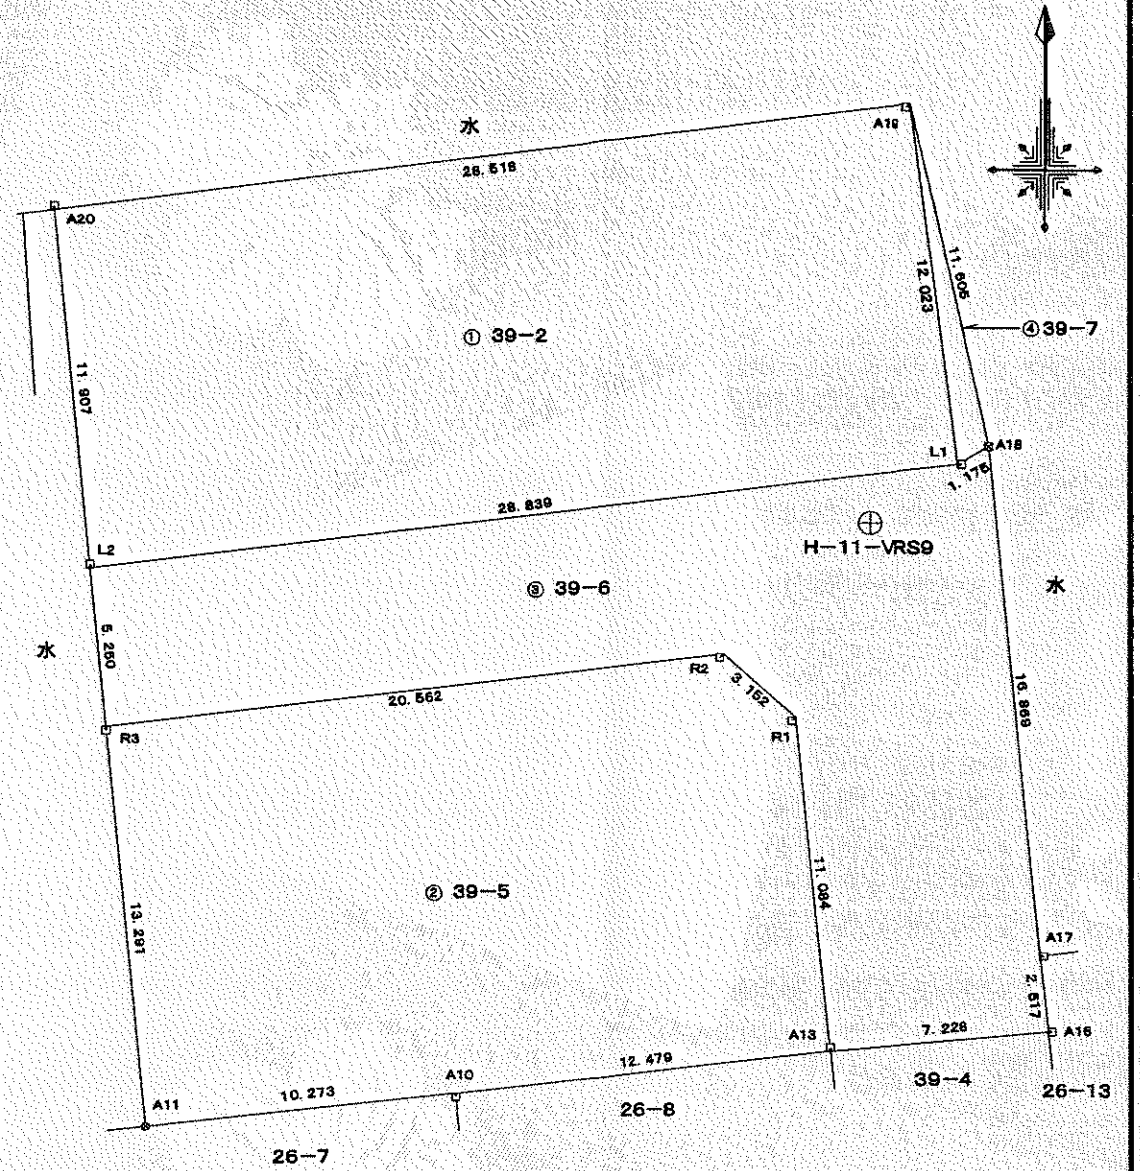 水
A19
28.518
A20
11.605
12.023
① 39-2
④39-7
11.907
L1
A18
1.175
28.839
H-11-VRS9
L2
③ 39-6
水
5.250
水
R2
3.152
20.562
16.869
R3
R1
11.084
② 39-5
13.291
A17
2.517
A13
7.228
A16
12.479
A10
39-4
10.273
26-13
A11
26-8
26-7